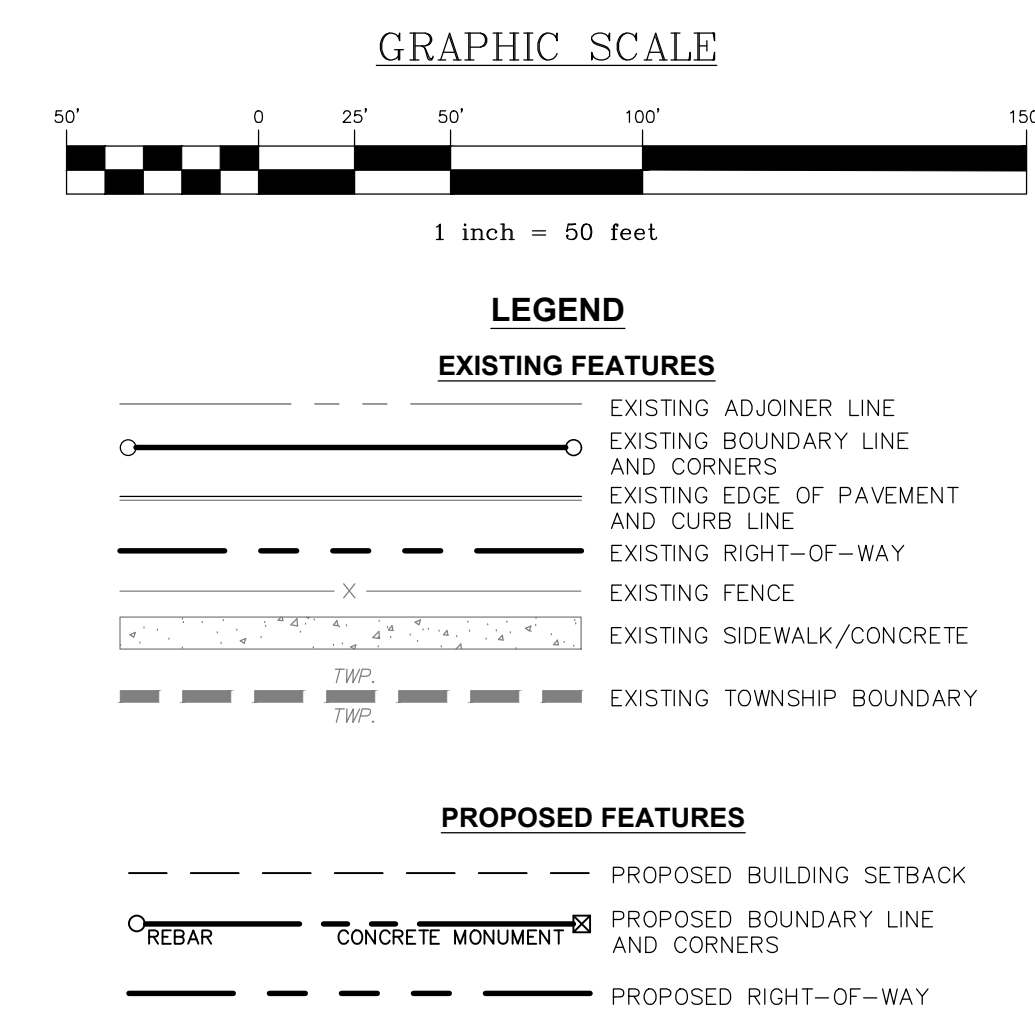 GRAPHIC SCALE
50' 0 25' 50' 100' 150
1 inch = 50 feet
LEGEND
EXISTING FEATURES
EXISTING ADJOINER LINE
EXISTING BOUNDARY LINE
AND CORNERS
EXISTING EDGE OF PAVEMENT
AND CURB LINE
EXISTING RIGHT-OF-WAY
X EXISTING FENCE
EXISTING SIDEWALK/CONCRETE
TWP.
EXISTING TOWNSHIP BOUNDARY
TWP.
PROPOSED FEATURES
PROPOSED BUILDING SETBACK
PROPOSED BOUNDARY LINE
REBAR CONCRETE MONUMENT
AND CORNERS
PROPOSED RIGHT-OF-WAY